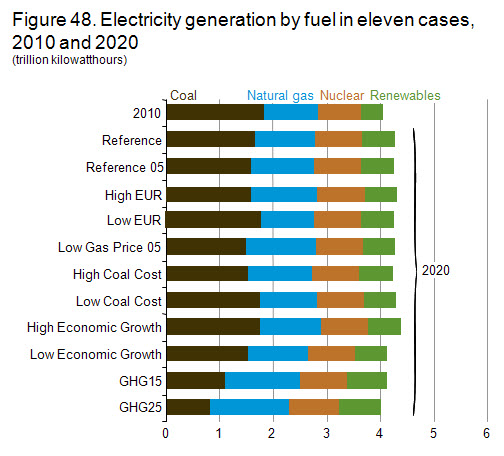 Figure 48. Electricity generation by fuel in eleven cases,
2010 and 2020
(trillion kilowatthours)
Coal Natural gas Nuclear Renewables
2010
Reference
Reference 05
High EUR
Low EUR
Low Gas Price 05
High Coal Cost
2020
Low Coal Cost
High Economic Growth
Low Economic Growth
GHG15
GHG25
0 1 2 3 4 5 6